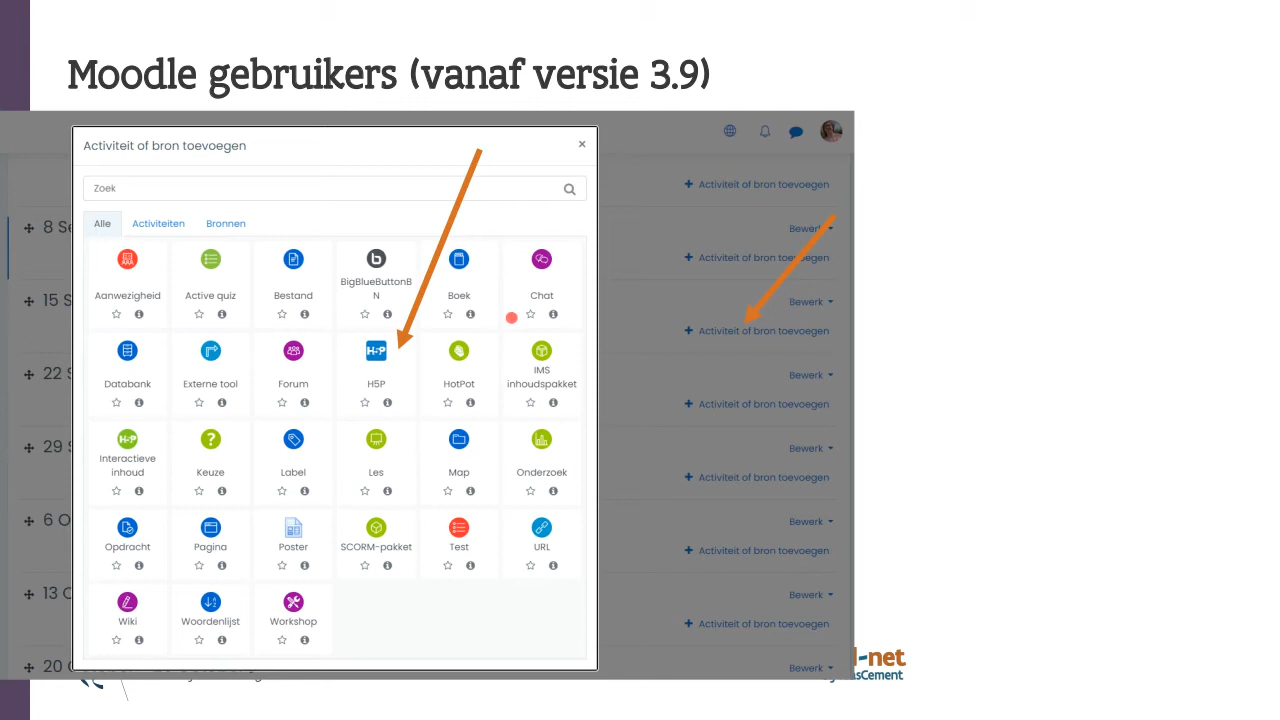 Moodle gebruikers (vanaf versie 3.9)
Activiteit of bron toevoegen ×
Zoek
Alle Activiteiten Bronnen
Aanwezigheid Active quiz Bestand BigBlueButtonB
N Boek Chat
Databank Externe tool Forum H5P HotPot IMS
inhoudspakket
Interactieve
inhoud Keuze Label Les Map Onderzoek
Opdracht Pagina Poster SCORM-pakket Test URL
Wiki Woordenlijst Workshop
+ Activiteit of bron toevoegen
8 Se Bewerk
+ Activiteit of bron toevoegen
15 S Bewerk
+ Activiteit of bron toevoegen
22 S Bewerk
+ Activiteit of bron toevoegen
29 S Bewerk
+ Activiteit of bron toevoegen
6 O Bewerk
+ Activiteit of bron toevoegen
13 O Bewerk
+ Activiteit of bron toevoegen
20 Bewerk
-net
Cement